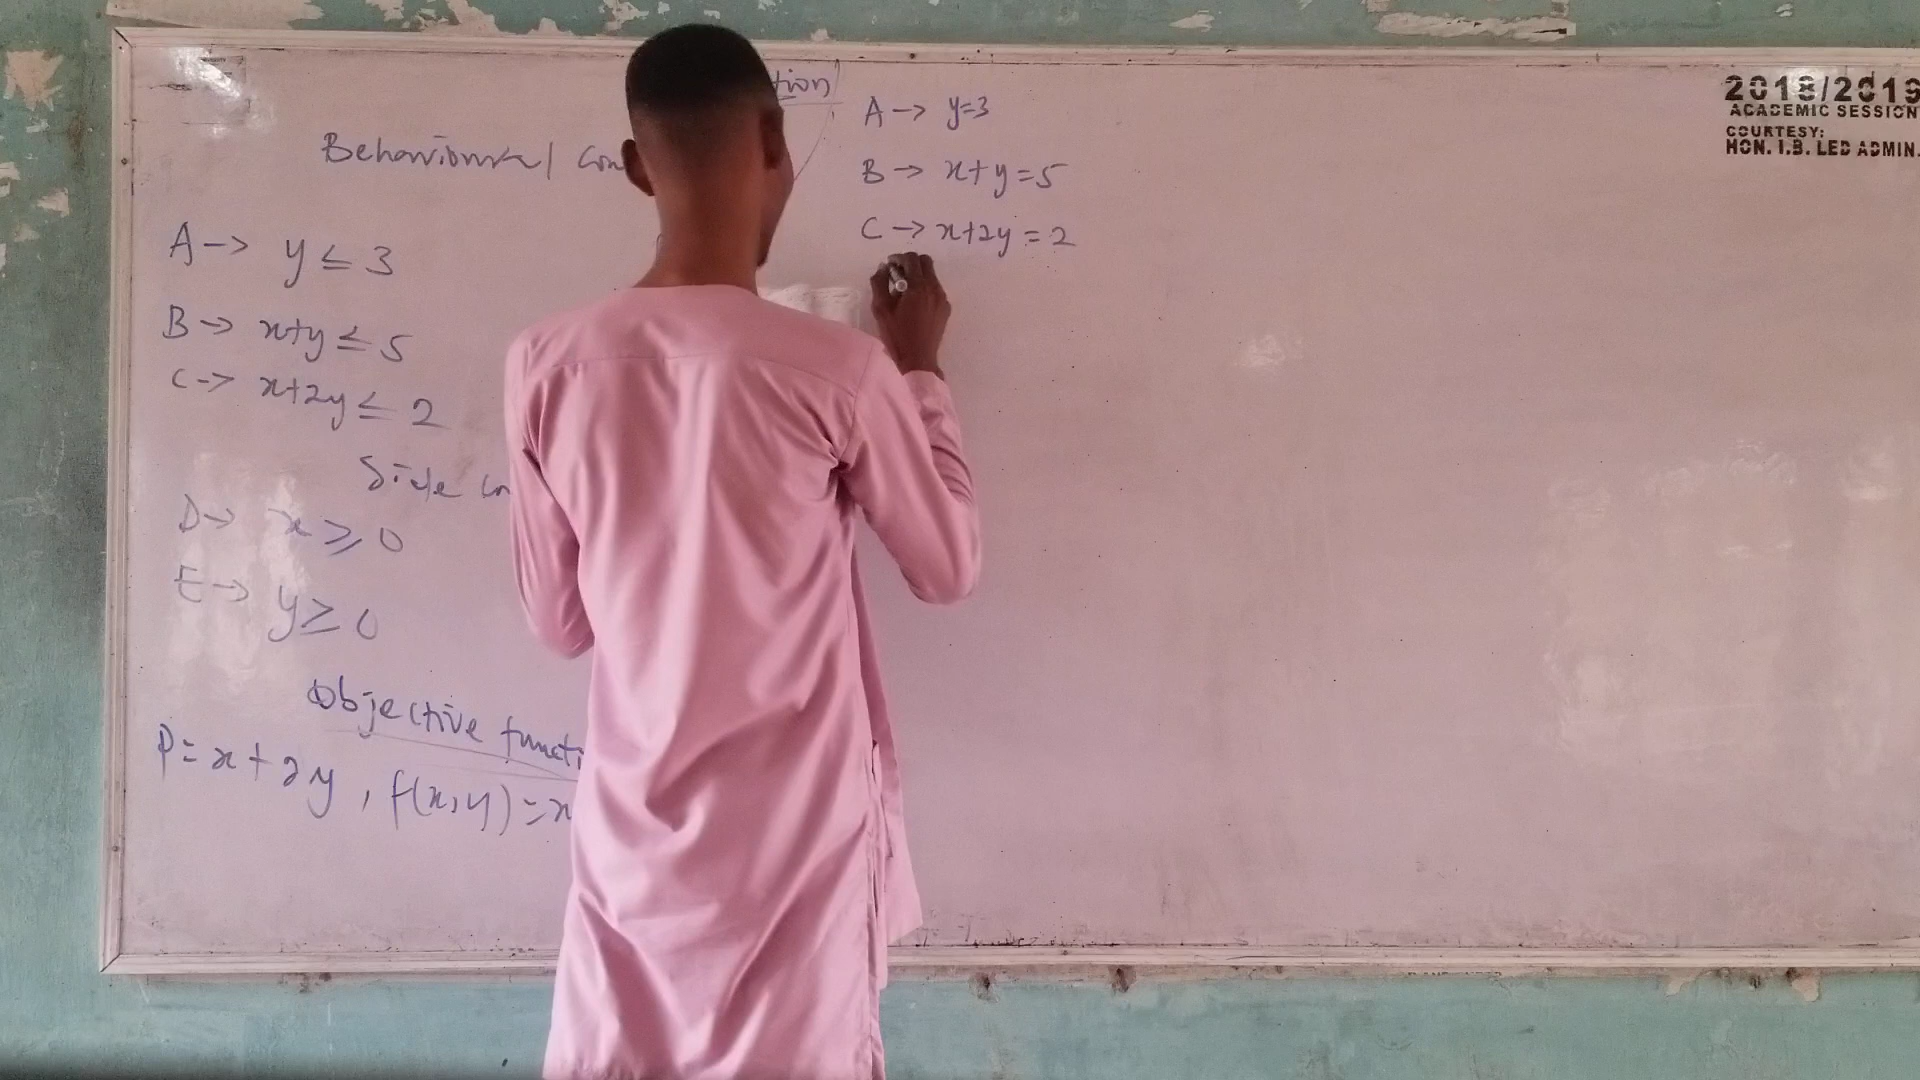 Behavioural con
A → y ≤ 3
B → x+y ≤ 5
C → x+2y ≤ 2
Side con
D → x ≥ 0
E → y ≥ 0
Objective functi
P = x + 2y , f(x,y) = x
tion
A → y=3
B → x+y=5
C → x+2y=2
2018/2019
ACADEMIC SESSION
COURTESY:
HON. I.B. LED ADMIN.